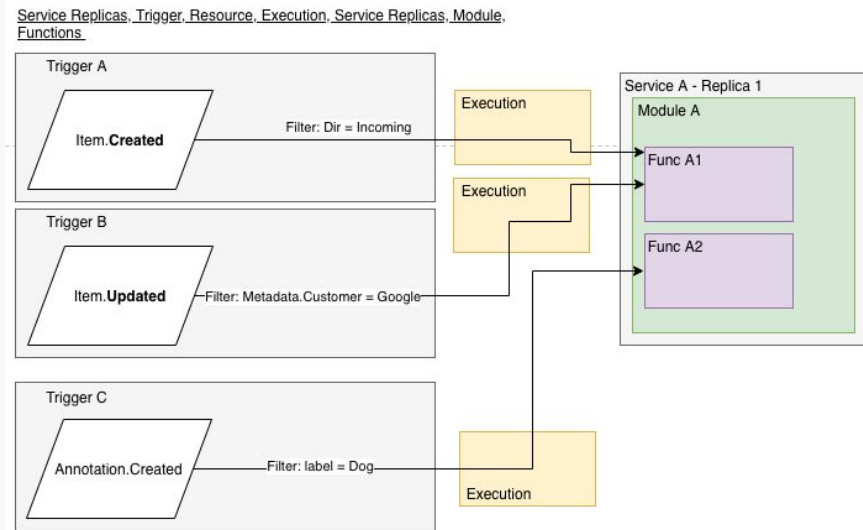 Service Replicas, Trigger, Resource, Execution, Service Replicas, Module,
Functions
Trigger A
Item.Created
Filter: Dir = Incoming
Execution
Service A - Replica 1
Module A
Func A1
Execution
Trigger B
Item.Updated
Filter: Metadata.Customer = Google
Func A2
Trigger C
Annotation.Created
Filter: label = Dog
Execution